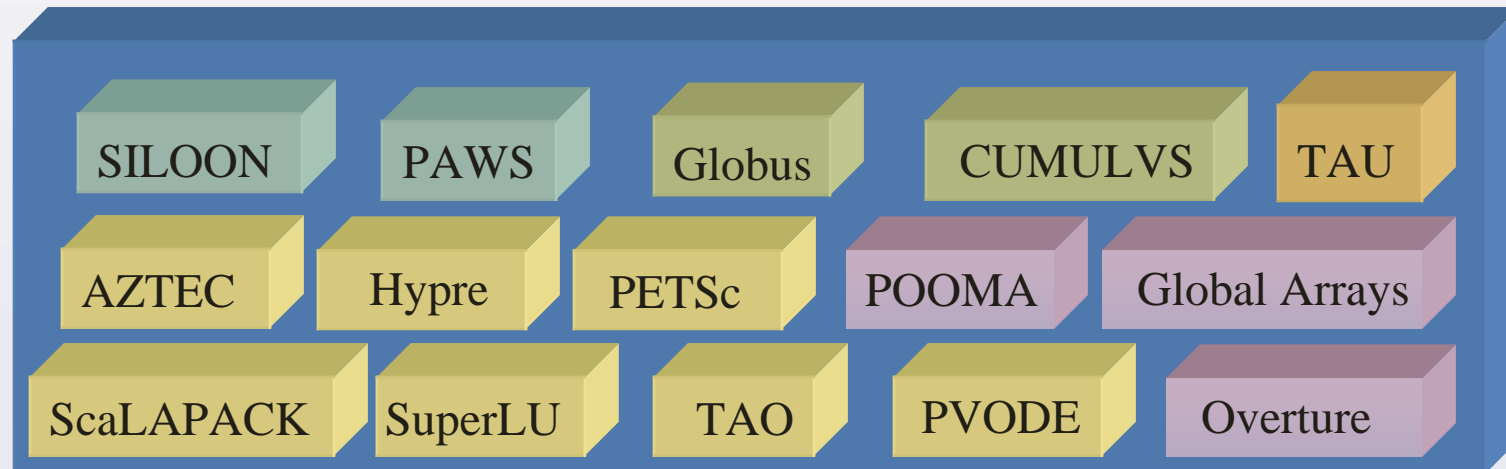 SILOON PAWS Globus CUMULVS TAU
AZTEC Hypre PETSc POOMA Global Arrays
ScaLAPACK SuperLU TAO PVODE Overture